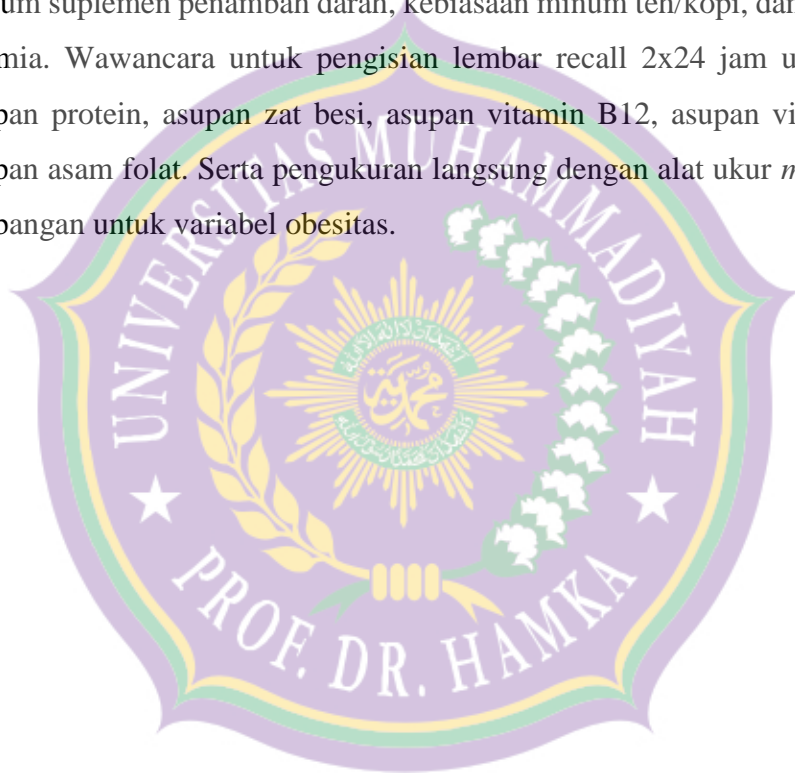 um suplemen penambah darah, kebiasaan minum teh/kopi, dan
mia. Wawancara untuk pengisian lembar recall 2x24 jam u
pan protein, asupan zat besi, asupan vitamin B12, asupan vi
pan asam folat. Serta pengukuran langsung dengan alat ukur m
bangan untuk variabel obesitas.
UNIVERSITAS MUHAMMADIYAH
PROF. DR. HAMKA